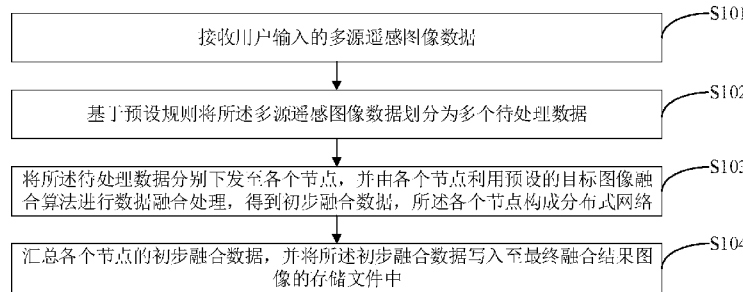 接收用户输入的多源遥感图像数据
S101
基于预设规则将所述多源遥感图像数据划分为多个待处理数据
S102
将所述待处理数据分别下发至各个节点，并由各个节点利用预设的目标图像融
合算法进行数据融合处理，得到初步融合数据，所述各个节点构成分布式网络
S103
汇总各个节点的初步融合数据，并将所述初步融合数据写入至最终融合结果图
像的存储文件中
S104